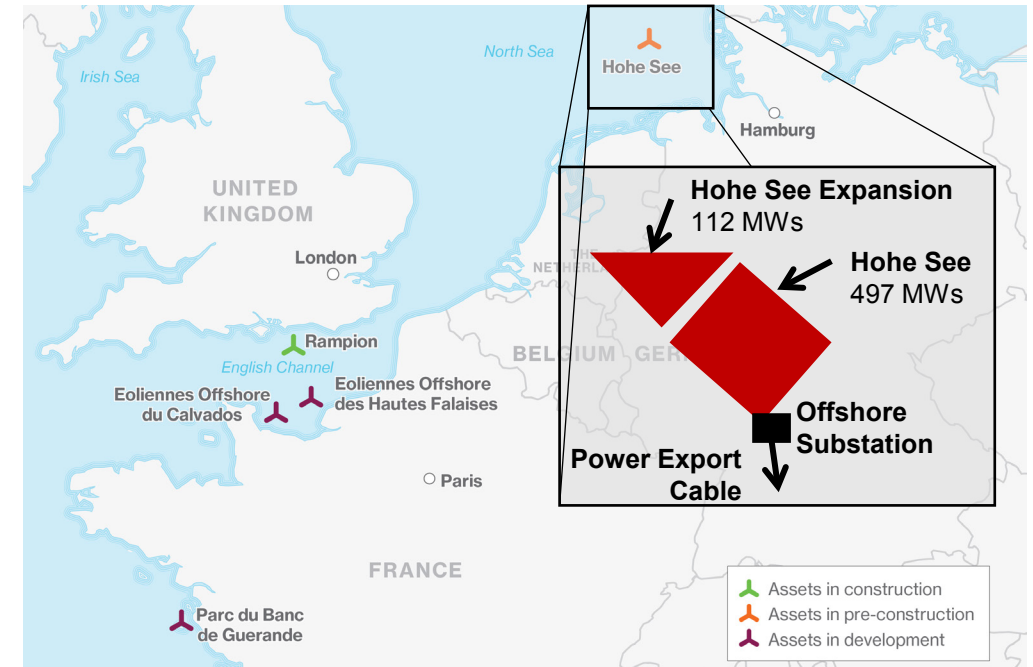 North Sea
Irish Sea
Hohe See
Hamburg
UNITED
KINGDOM
London
Hohe See Expansion
112 MWs
THE
NETHERLA
Hohe See
497 MWs
Rampion
English Channel
BELGIUM
GER
Eoliennes Offshore
du Calvados
Eoliennes Offshore
des Hautes Falaises
Offshore
Substation
Power Export
Cable
Paris
FRANCE
Parc du Banc
de Guerande
Assets in construction
Assets in pre-construction
Assets in development